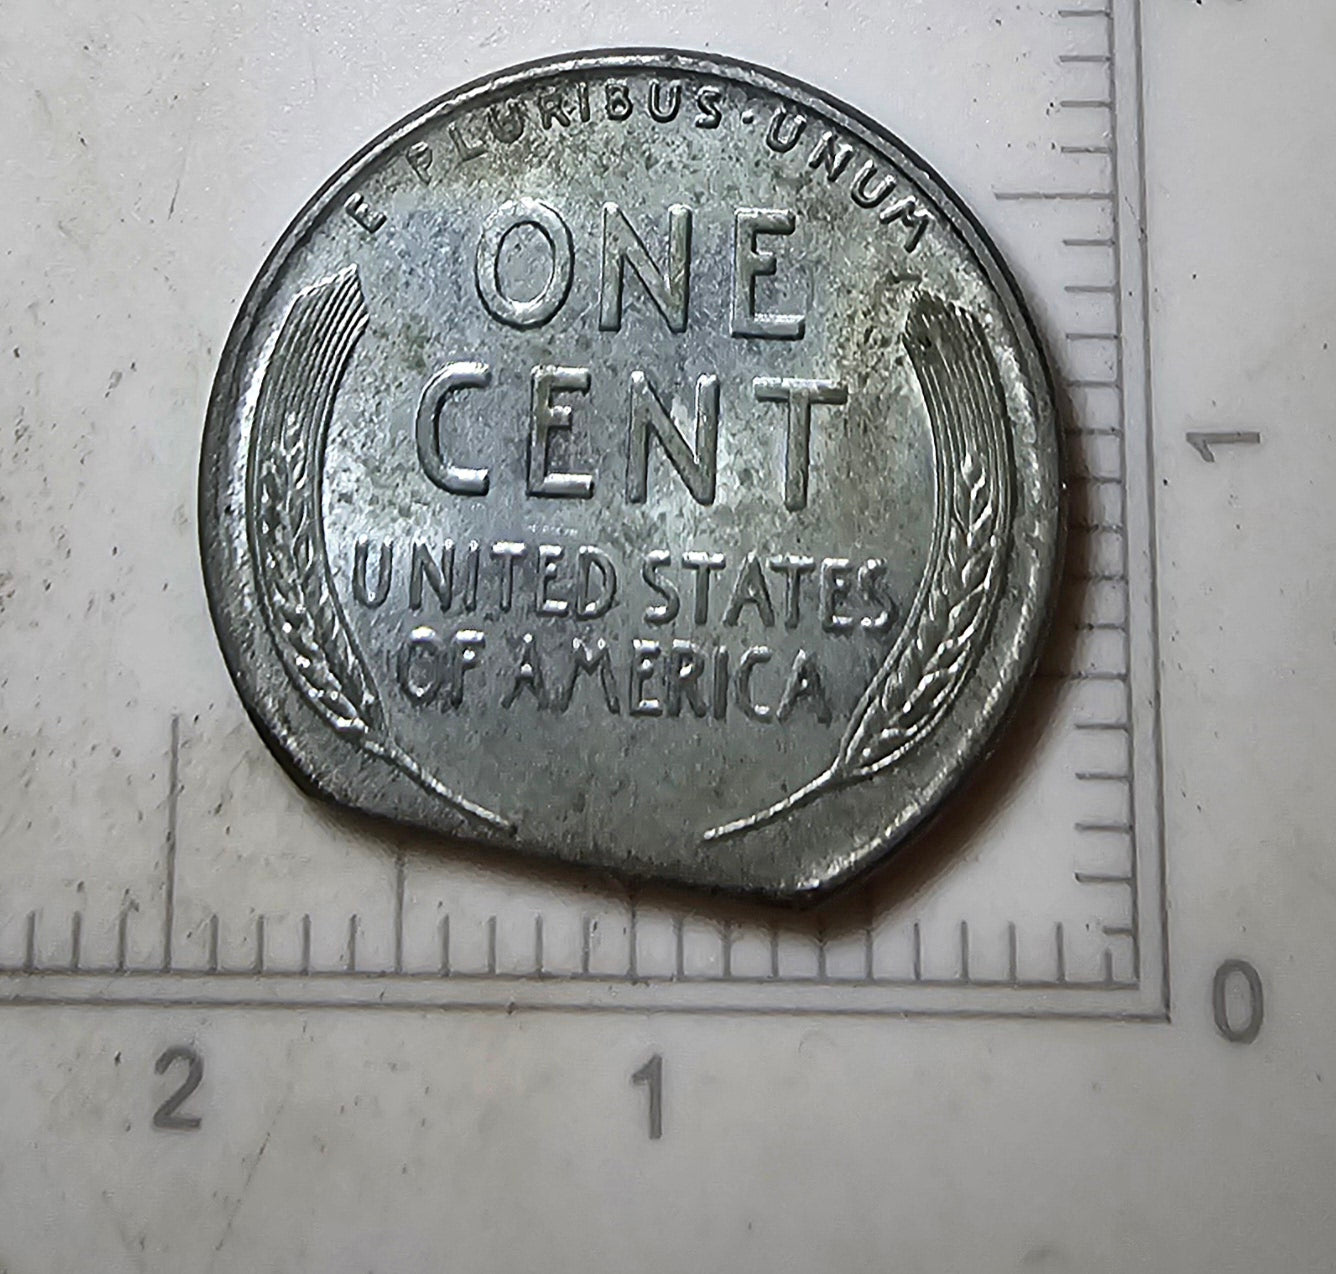 E PLURIBUS·UNUM
ONE
CENT
UNITED STATES
OF AMERICA
1
0
2 1